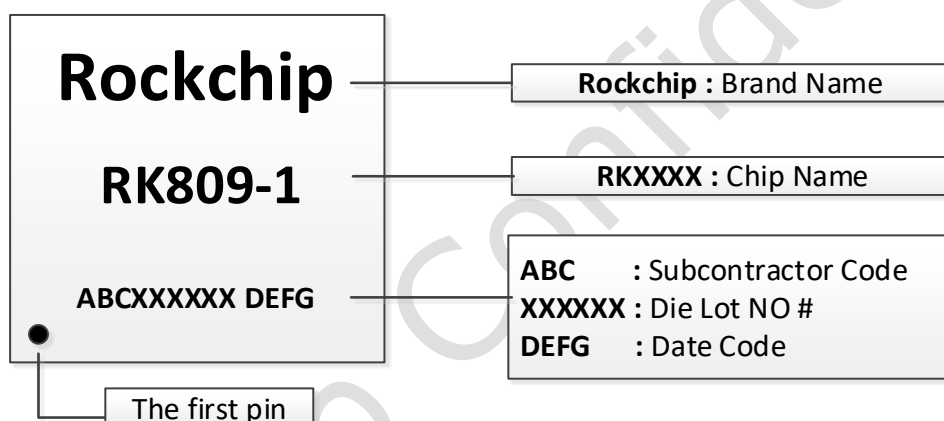 Rockchip
RK809-1
ABCXXXXXX DEFG
The first pin
Rockchip : Brand Name
RKXXXX : Chip Name
ABC : Subcontractor Code
XXXXXX : Die Lot NO #
DEFG : Date Code